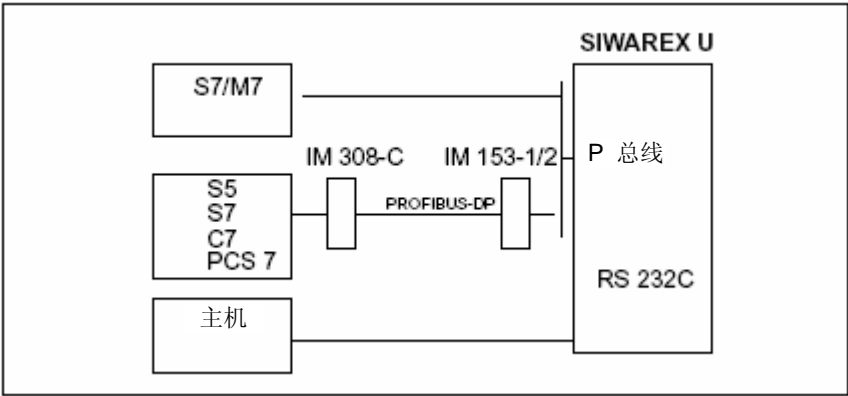 SIWAREX U
S7/M7
IM 308-C
IM 153-1/2
P 总线
S5
S7
C7
PCS 7
PROFIBUS-DP
RS 232C
主机